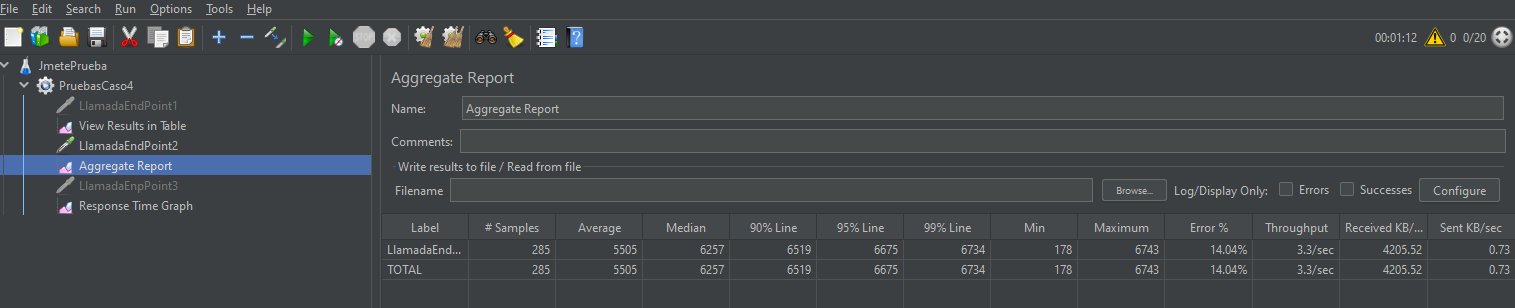 File Edit Search Run Options Tools Help
00:01:12 0 0/20
JmetePrueba
PruebasCaso4
LlamadaEndPoint1
View Results in Table
LlamadaEndPoint2
Aggregate Report
LlamadaEnpPoint3
Response Time Graph
Aggregate Report
Name: Aggregate Report
Comments:
Write results to file / Read from file
Filename Browse... Log/Display Only: Errors Successes Configure
Label # Samples Average Median 90% Line 95% Line 99% Line Min Maximum Error % Throughput Received KB/... Sent KB/sec
LlamadaEnd... 285 5505 6257 6519 6675 6734 178 6743 14.04% 3.3/sec 4205.52 0.73
TOTAL 285 5505 6257 6519 6675 6734 178 6743 14.04% 3.3/sec 4205.52 0.73